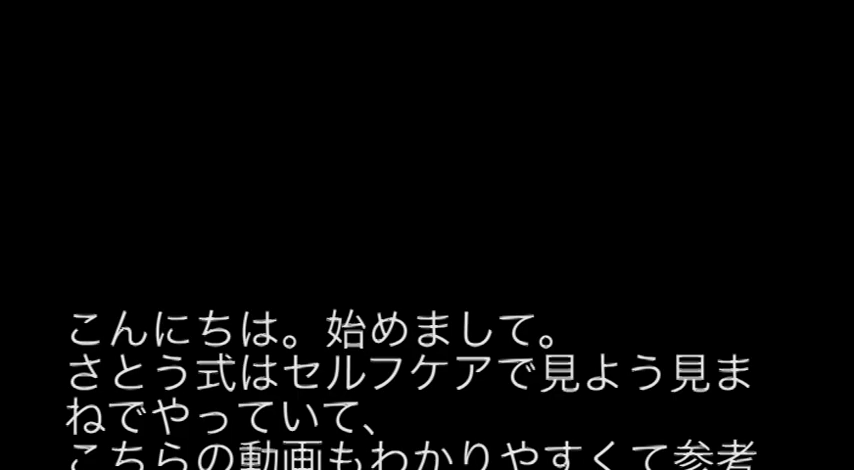 こんにちは。始めまして。
さとう式はセルフケアで見よう見ま
ねでやっていて、
こちらの動画もわかりやすくて参考